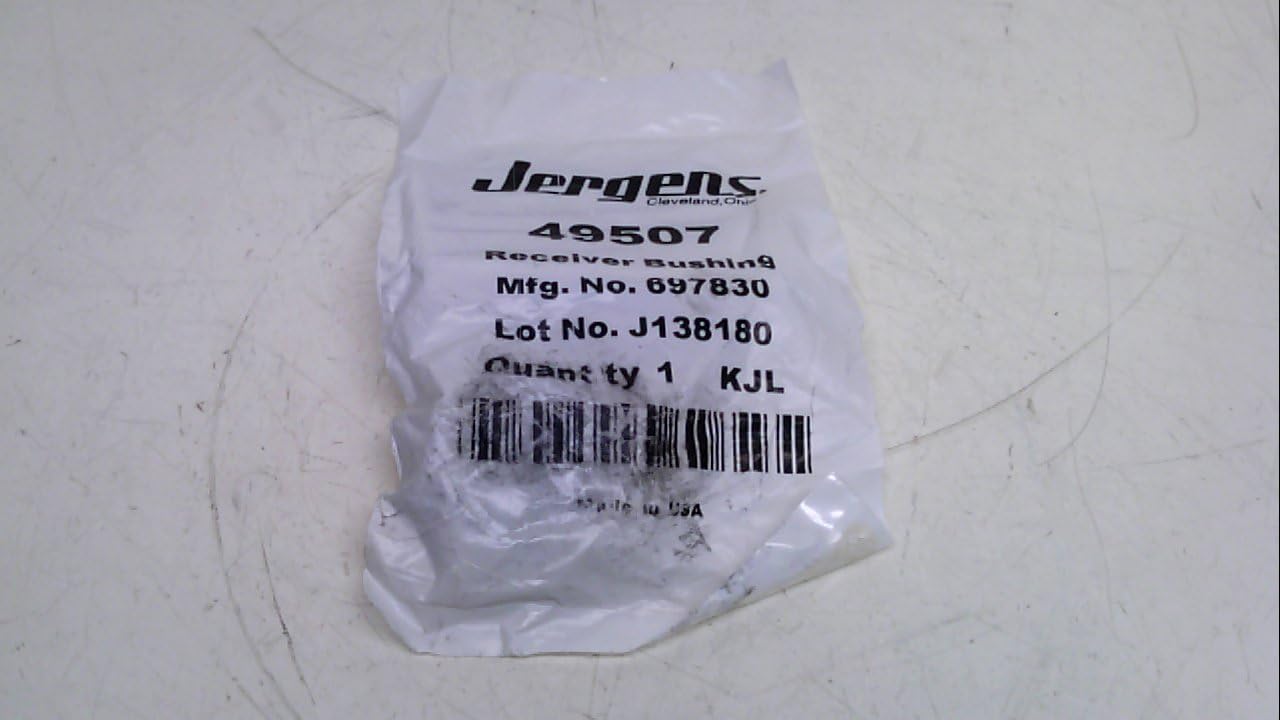 Jergens
Cleveland, Ohio
49507
Receiver Bushing
Mfg. No. 697830
Lot No. J138180
Quantity 1 KJL
Made in USA